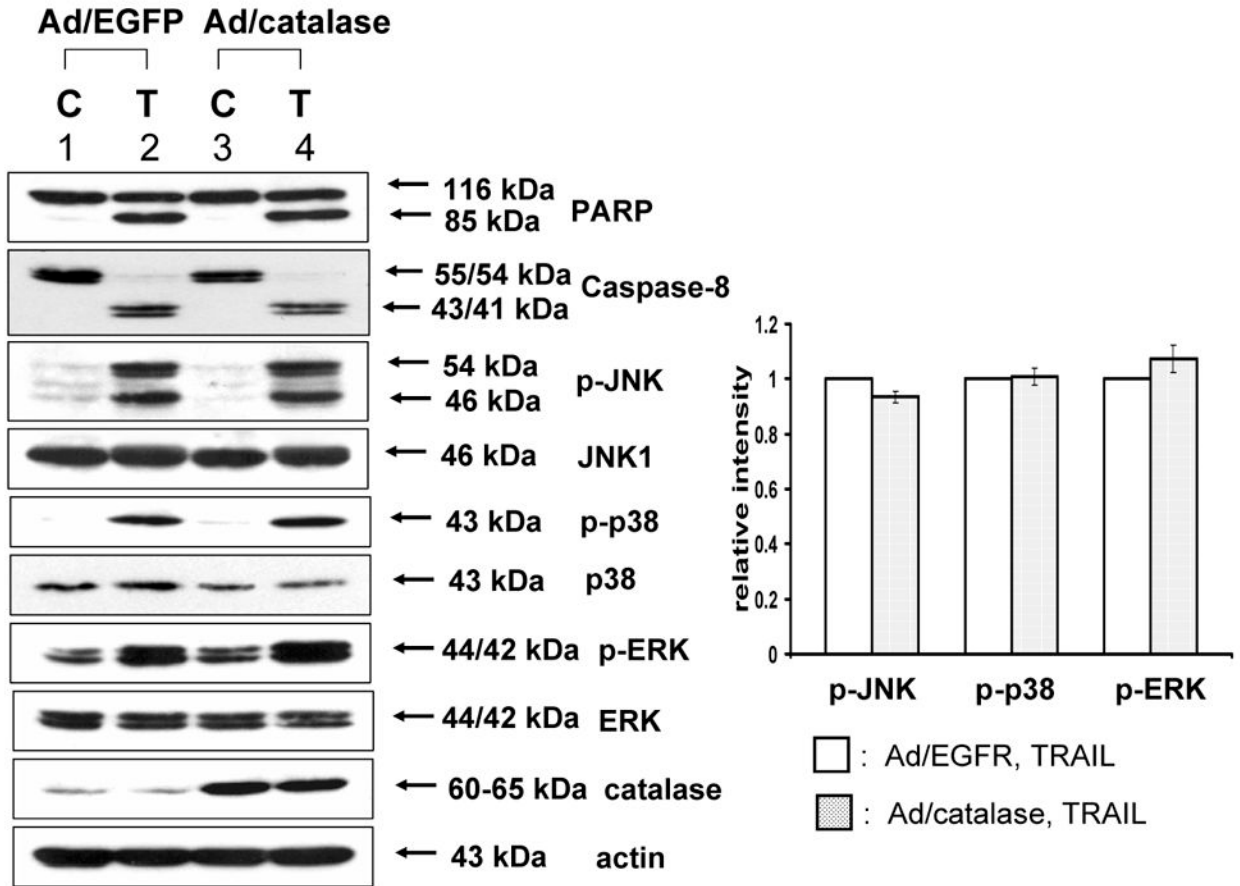 Ad/EGFP Ad/catalase
C T C T
1 2 3 4
116 kDa
85 kDa
PARP
55/54 kDa
43/41 kDa
Caspase-8
54 kDa
46 kDa
p-JNK
46 kDa JNK1
43 kDa p-p38
43 kDa p38
44/42 kDa p-ERK
44/42 kDa ERK
60-65 kDa catalase
43 kDa actin
relative intensity
1.2
1
0.8
0.6
0.4
0.2
0
p-JNK p-p38 p-ERK
: Ad/EGFR, TRAIL
: Ad/catalase, TRAIL